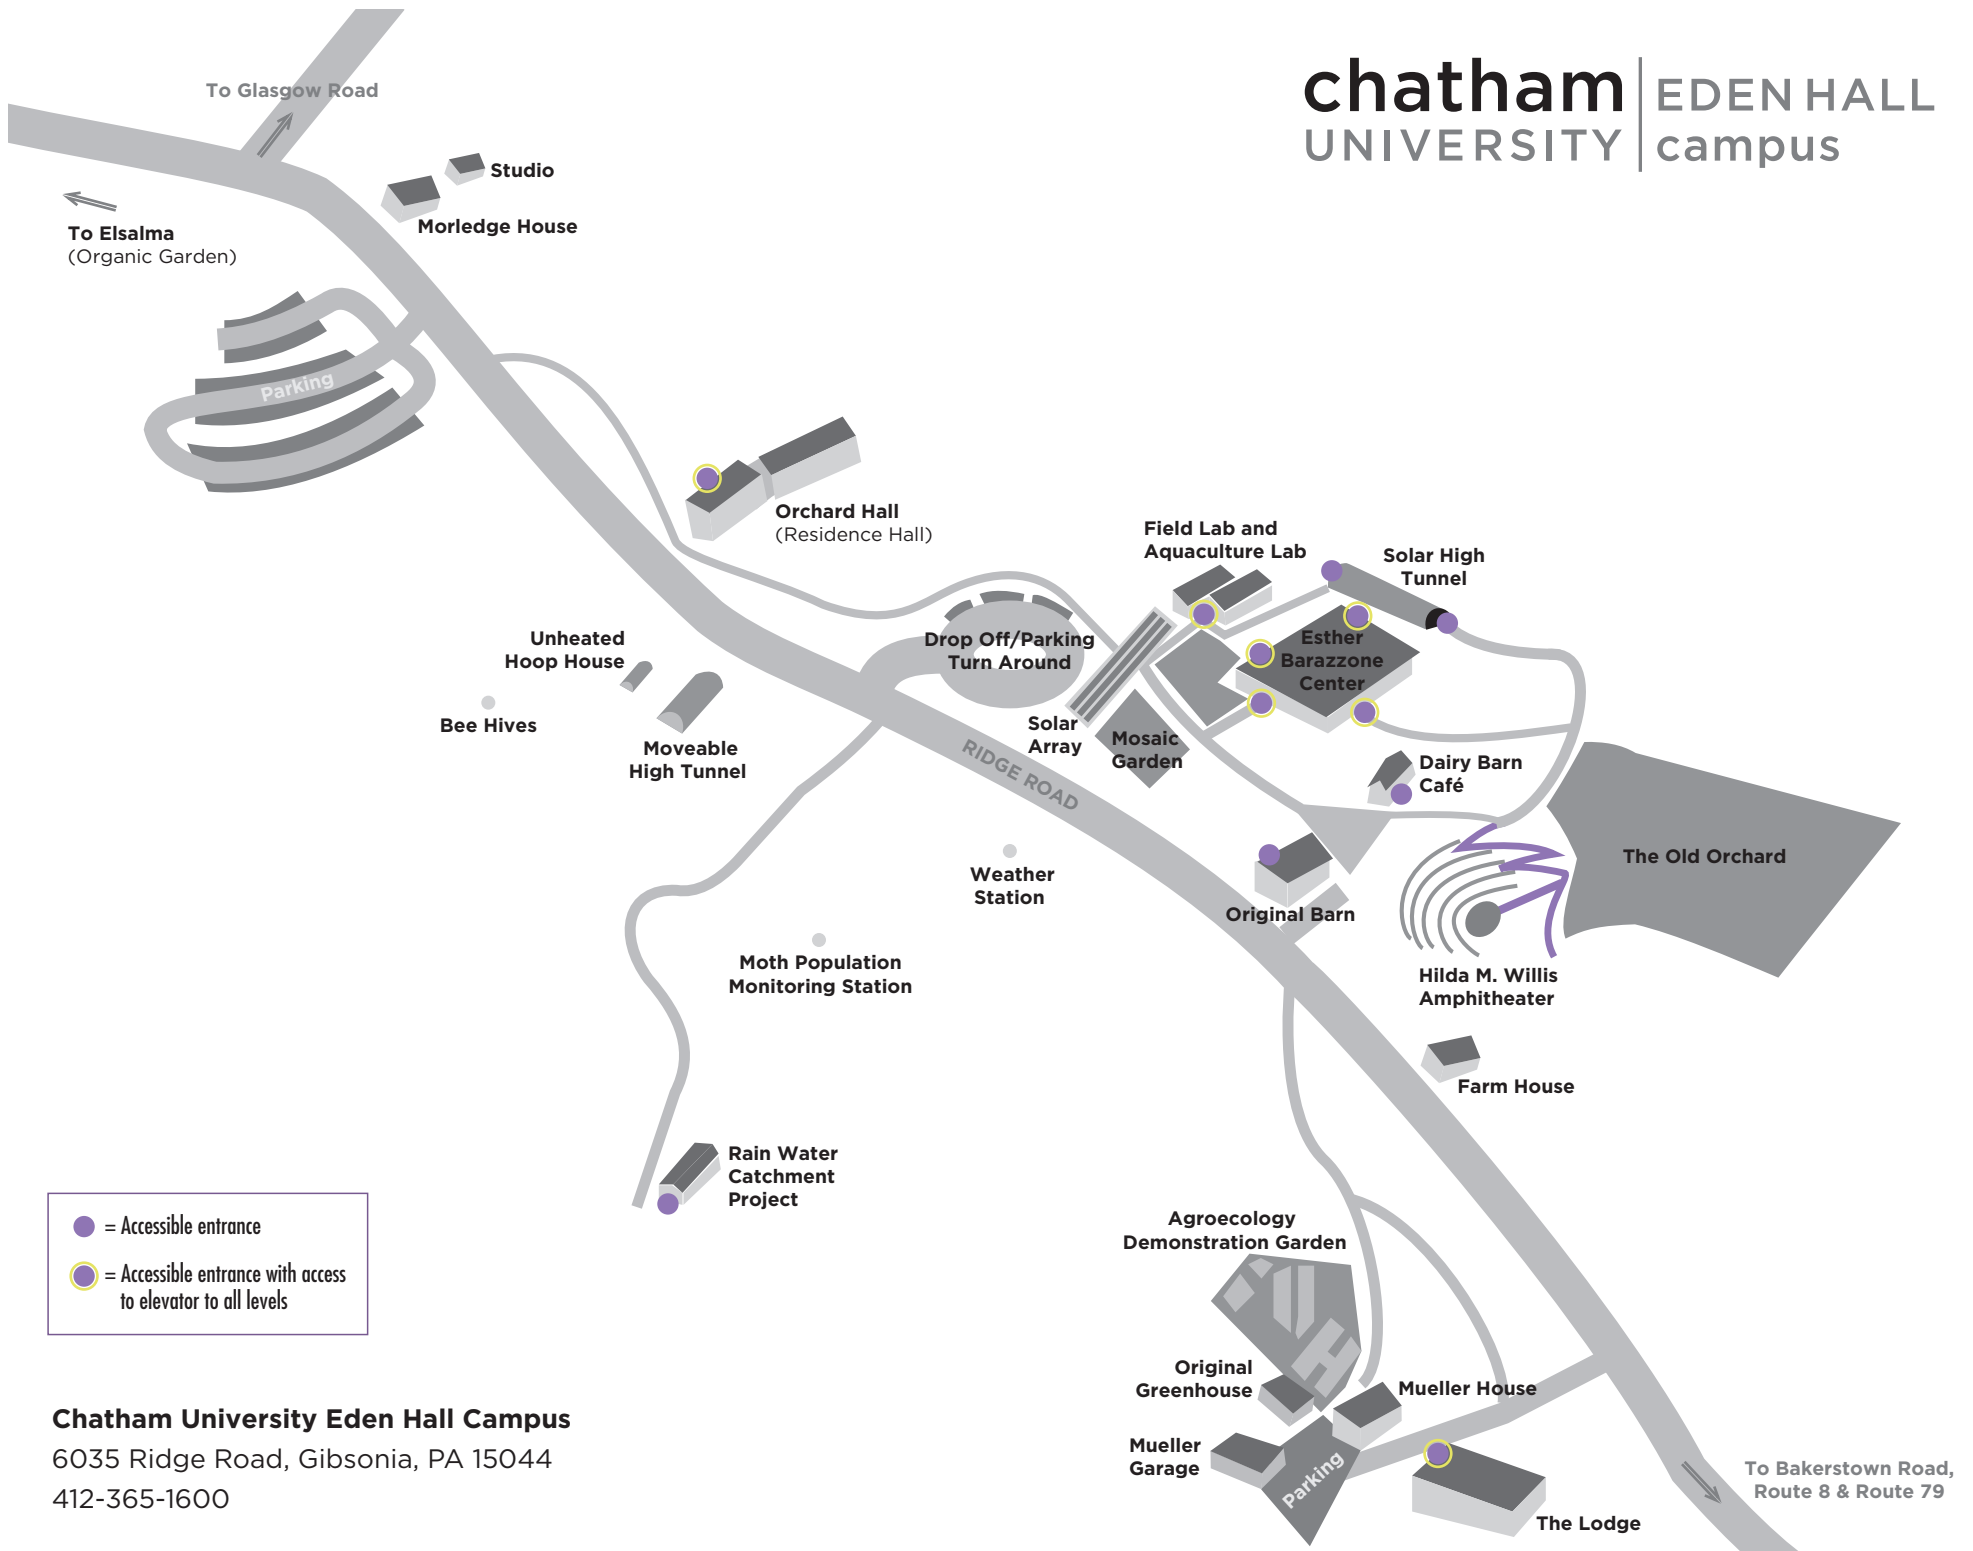 chatham
UNIVERSITY
EDEN HALL
campus
To Glasgow Road
Studio
Morledge House
To Elsalma
(Organic Garden)
Parking
Orchard Hall
(Residence Hall)
Field Lab and
Aquaculture Lab
Solar High
Tunnel
Unheated
Hoop House
Drop Off/Parking
Turn Around
Esther
Barazzone
Center
Bee Hives
Moveable
High Tunnel
Solar
Array
Mosaic
Garden
RIDGE ROAD
Dairy Barn
Café
Weather
Station
Original Barn
The Old Orchard
Moth Population
Monitoring Station
Hilda M. Willis
Amphitheater
Farm House
Rain Water
Catchment
Project
= Accessible entrance
= Accessible entrance with access
to elevator to all levels
Agroecology
Demonstration Garden
Original
Greenhouse
Mueller House
Mueller
Garage
Parking
The Lodge
To Bakerstown Road,
Route 8 & Route 79
Chatham University Eden Hall Campus
6035 Ridge Road, Gibsonia, PA 15044
412-365-1600